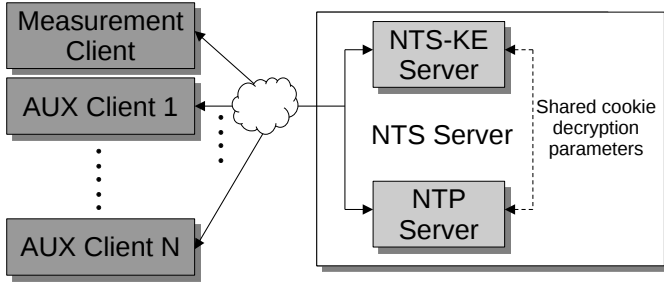 Measurement
Client
AUX Client 1
AUX Client N
NTS-KE
Server
NTS Server
NTP
Server
Shared cookie
decryption
parameters